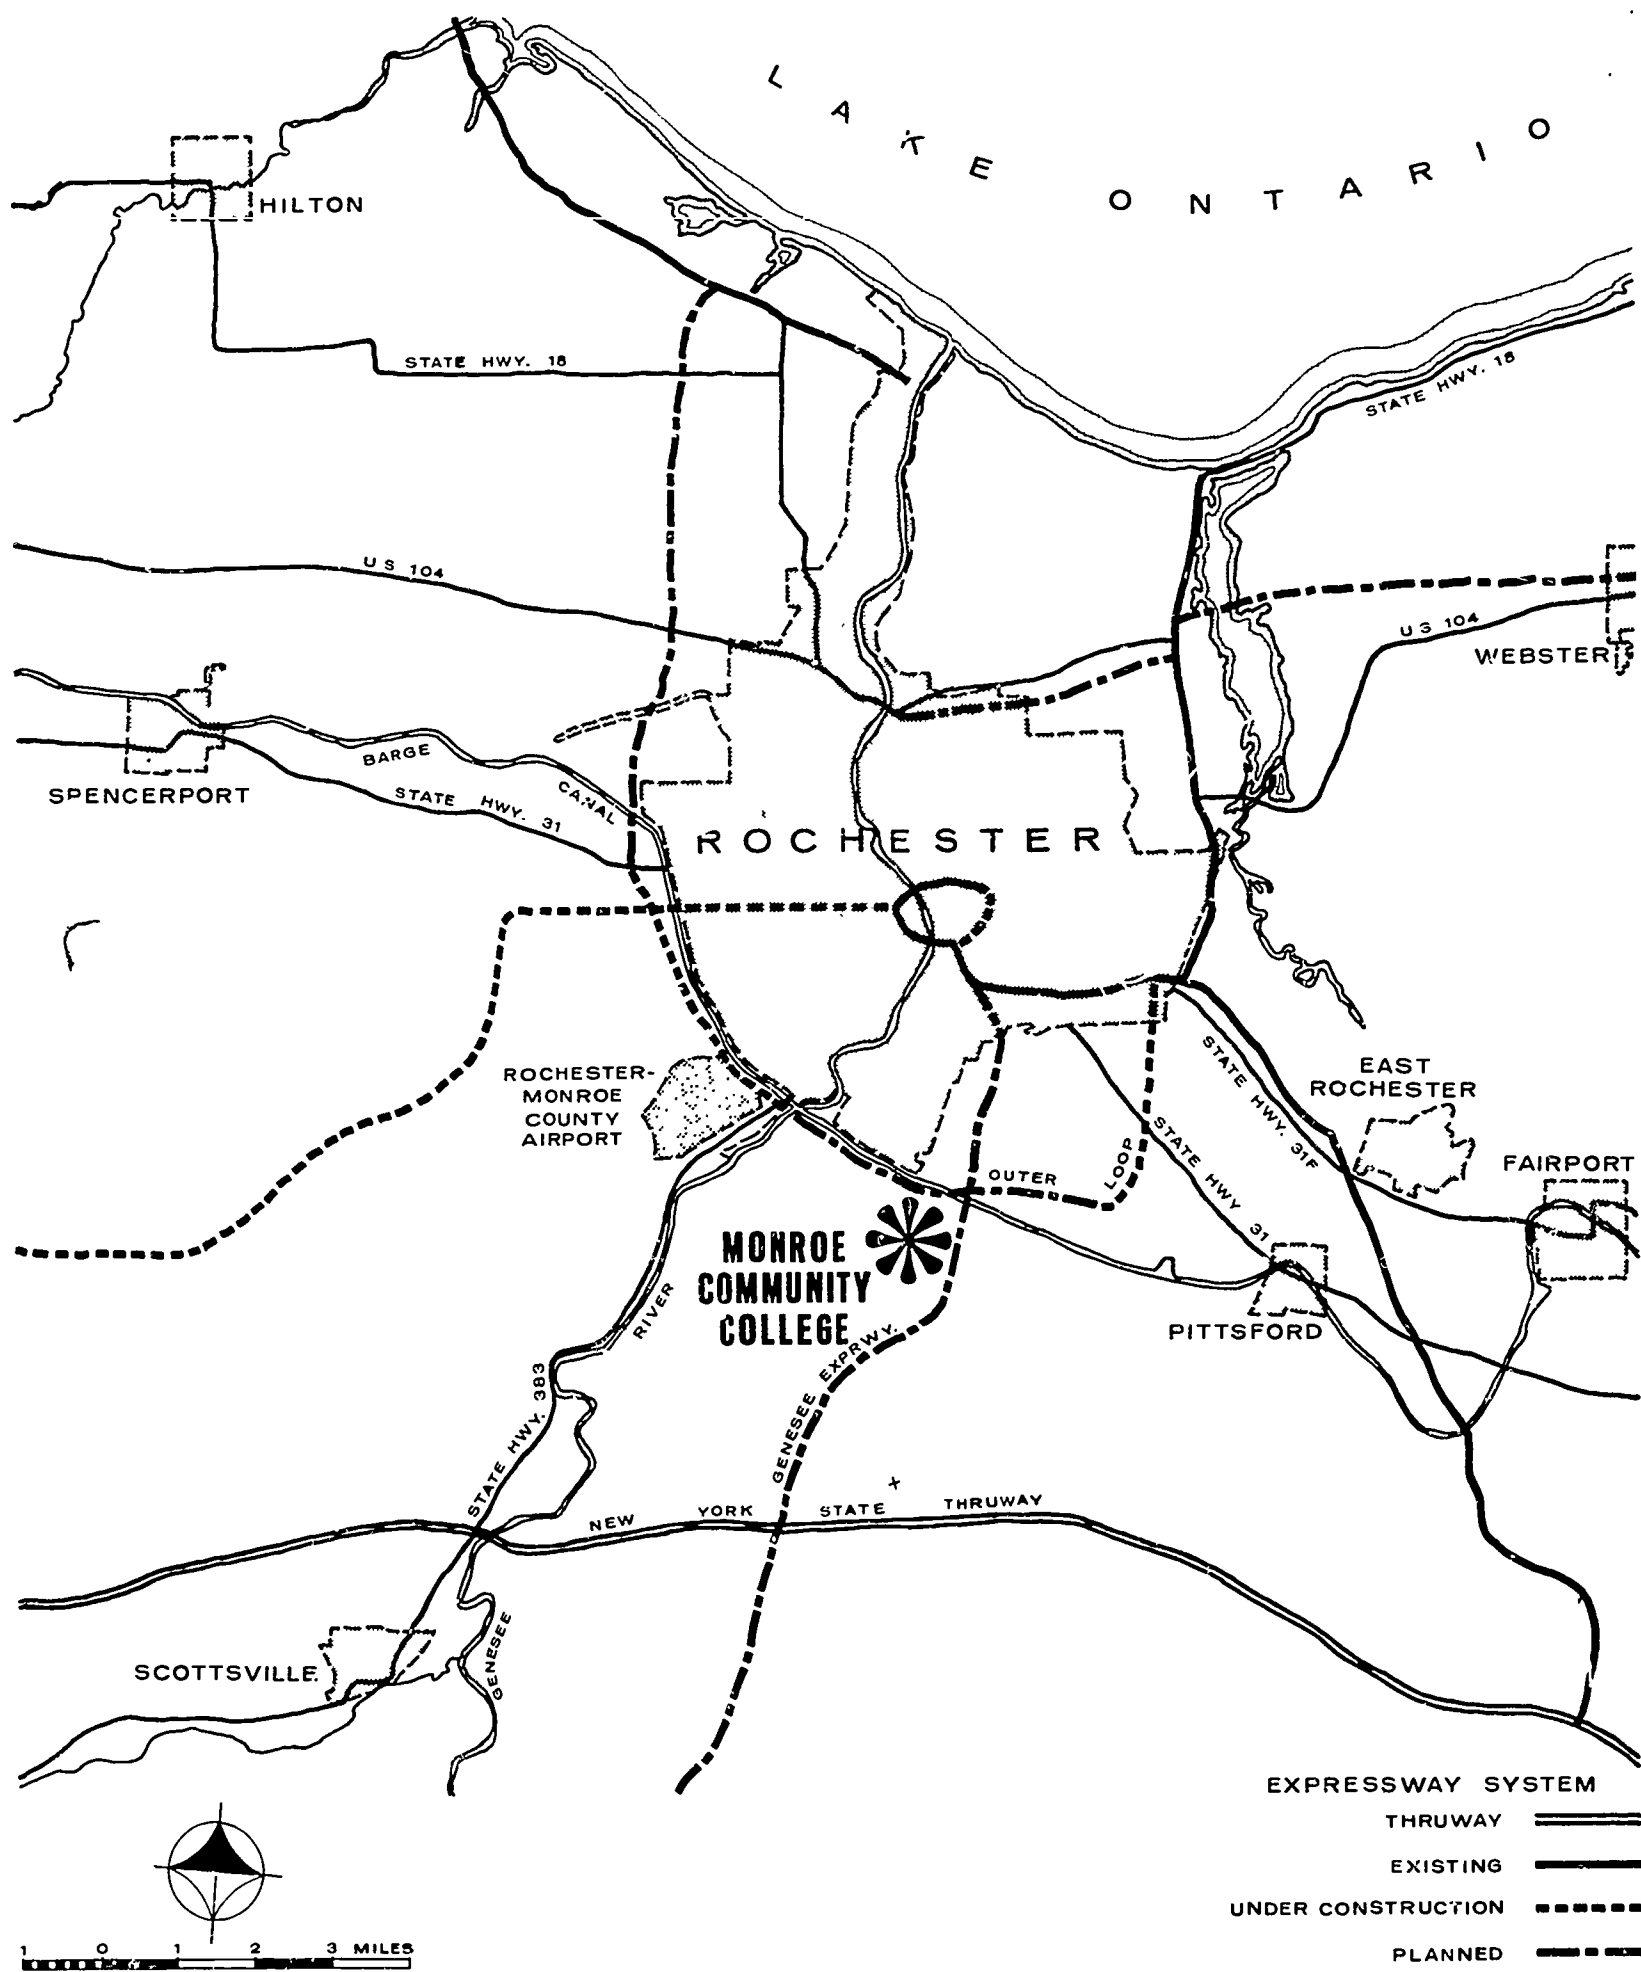 LAKE ONTARIO
HILTON
STATE HWY. 18
STATE HWY. 18
US 104
US 104
WEBSTER
BARGE CANAL
SPENCERPORT
STATE HWY. 31
ROCHESTER
ROCHESTER-
MONROE
COUNTY
AIRPORT
STATE HWY. 31F
EAST
ROCHESTER
STATE HWY 31
OUTER LOOP
FAIRPORT
MONROE
COMMUNITY
COLLEGE
PITTSFORD
RIVER
GENESEE EXPRWY.
STATE HWY. 383
NEW YORK STATE THRUWAY
SCOTTSVILLE
GENESEE
EXPRESSWAY SYSTEM
THRUWAY
EXISTING
UNDER CONSTRUCTION
PLANNED
1 0 1 2 3 MILES